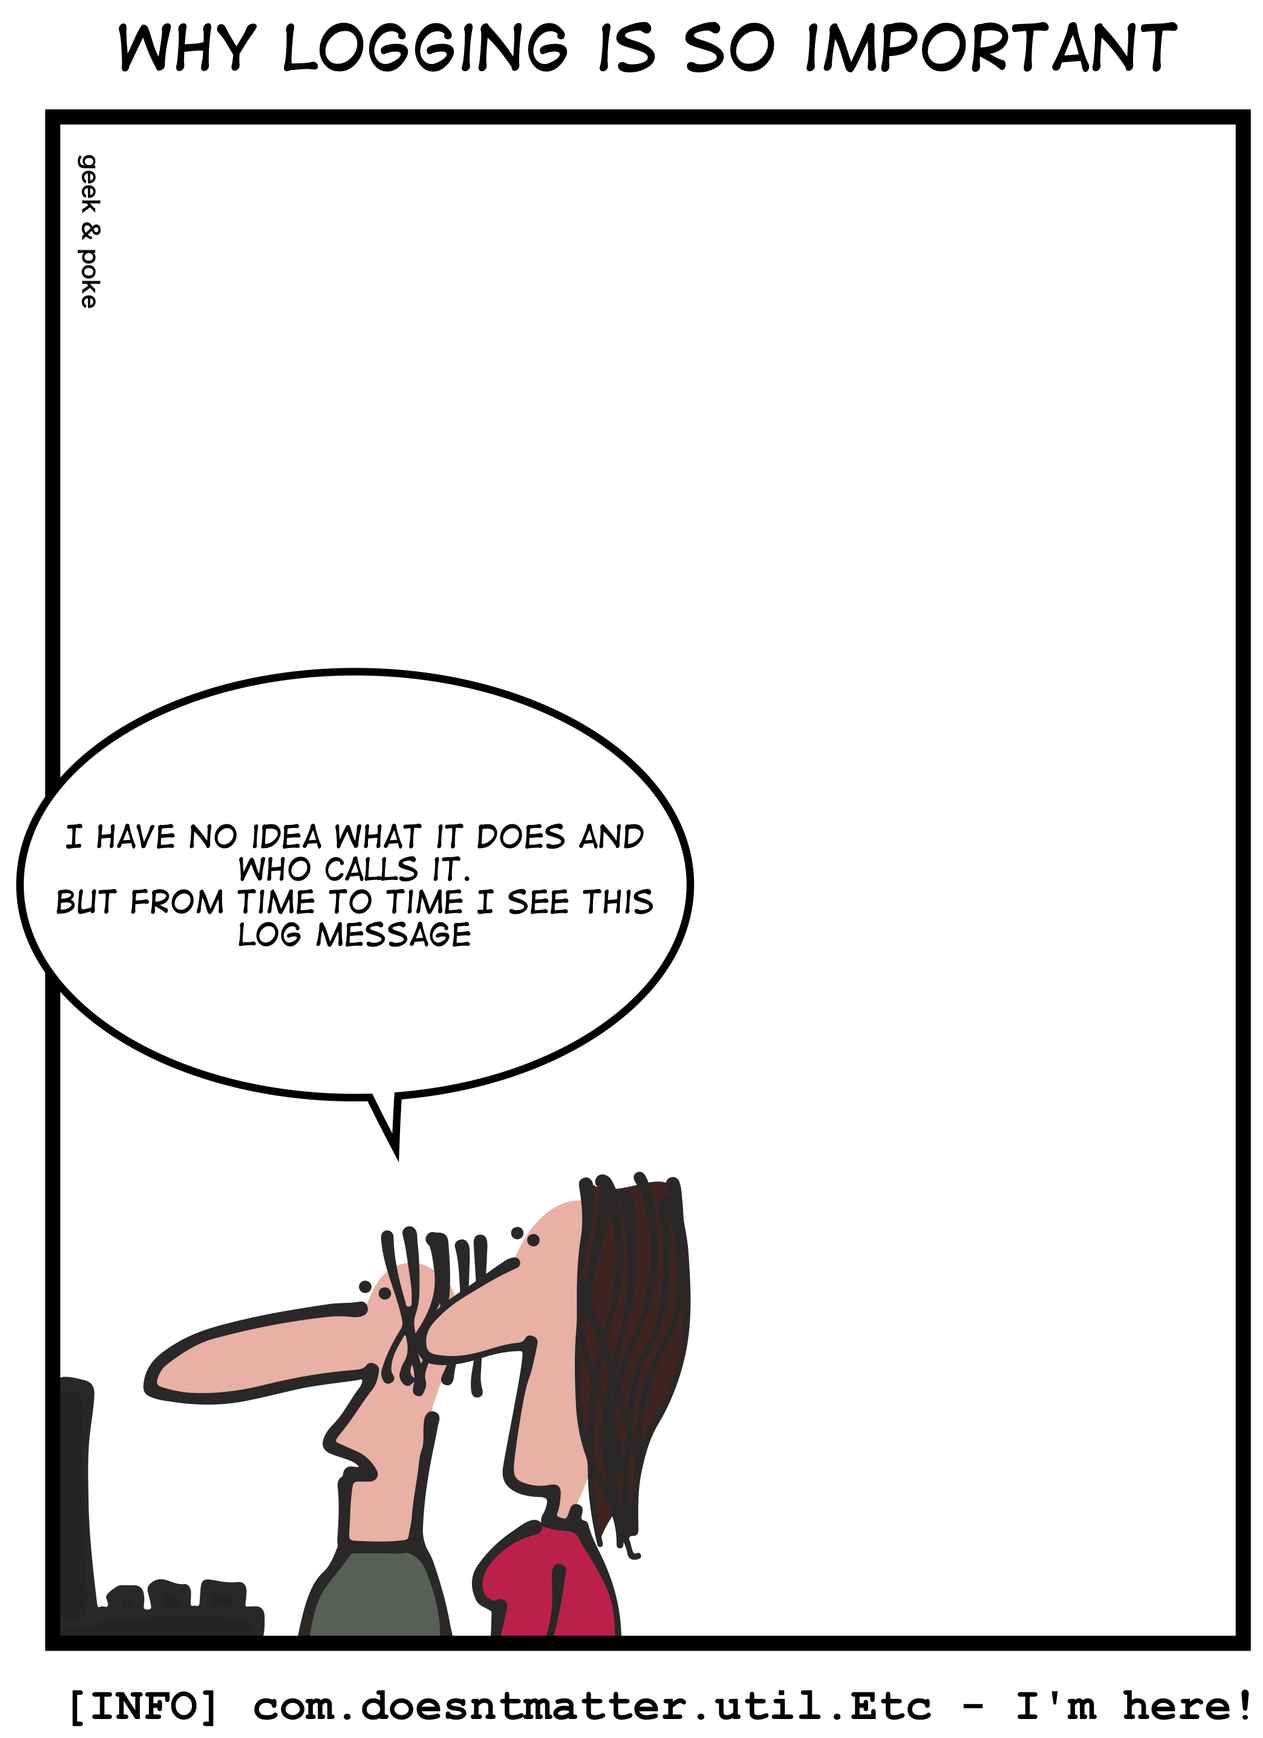 WHY LOGGING IS SO IMPORTANT
geek & poke
I HAVE NO IDEA WHAT IT DOES AND
WHO CALLS IT.
BUT FROM TIME TO TIME I SEE THIS
LOG MESSAGE
[INFO] com.doesntmatter.util.Etc - I'm here!